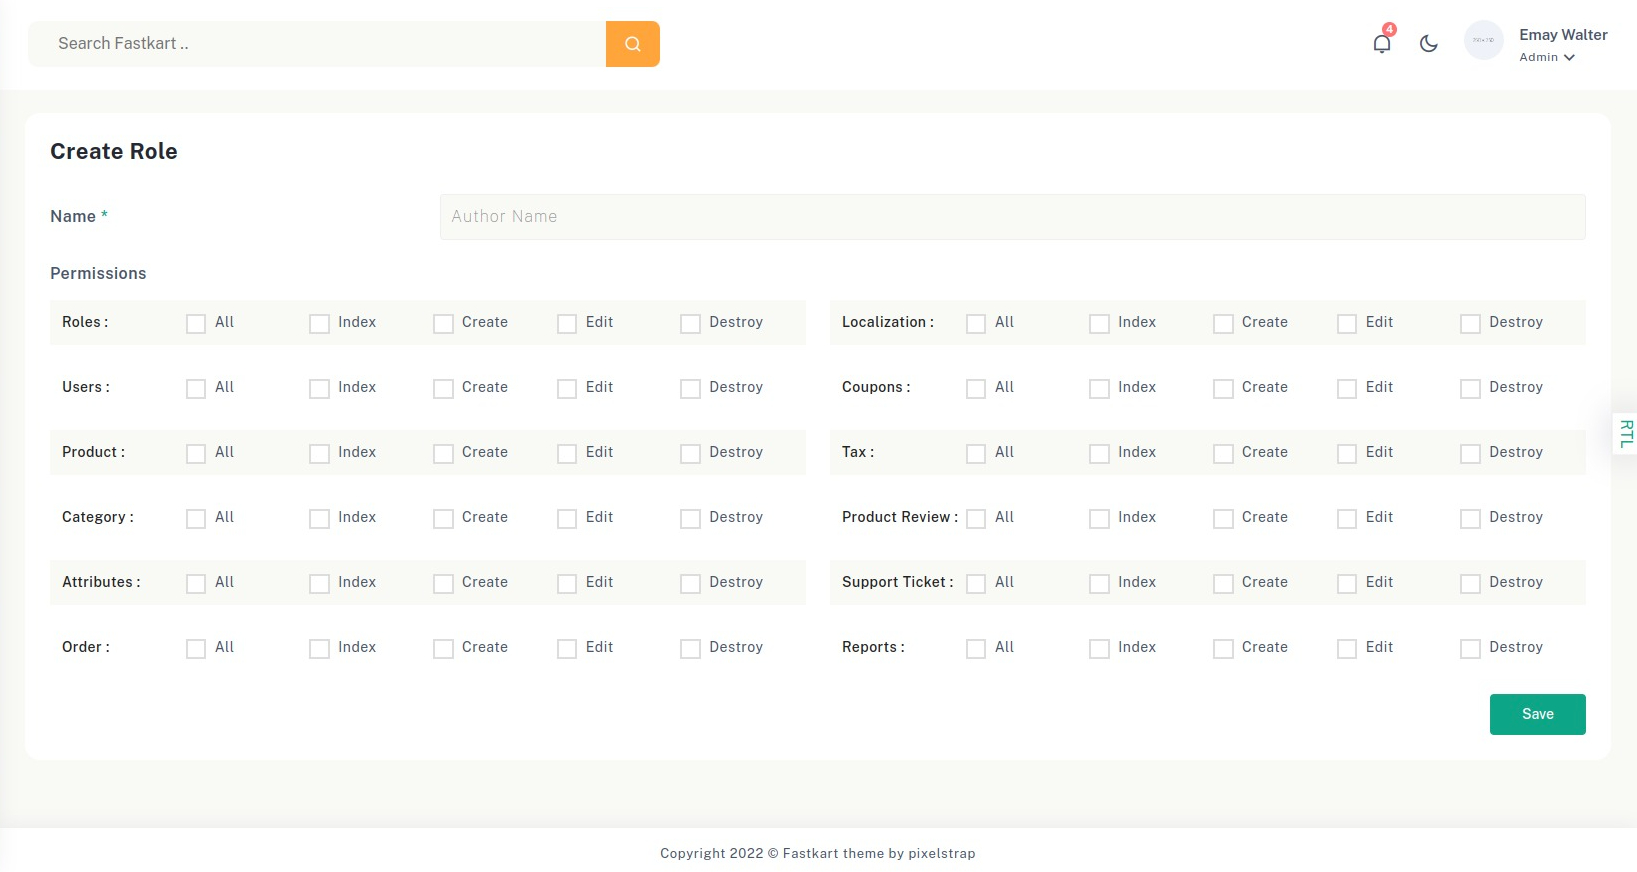 Search Fastkart ..
4
Emay Walter
Admin
Create Role
Name *
Author Name
Permissions
Roles : All Index Create Edit Destroy
Localization : All Index Create Edit Destroy
Users : All Index Create Edit Destroy
Coupons : All Index Create Edit Destroy
Product : All Index Create Edit Destroy
Tax : All Index Create Edit Destroy
Category : All Index Create Edit Destroy
Product Review : All Index Create Edit Destroy
Attributes : All Index Create Edit Destroy
Support Ticket : All Index Create Edit Destroy
Order : All Index Create Edit Destroy
Reports : All Index Create Edit Destroy
RTL
Save
Copyright 2022 © Fastkart theme by pixelstrap